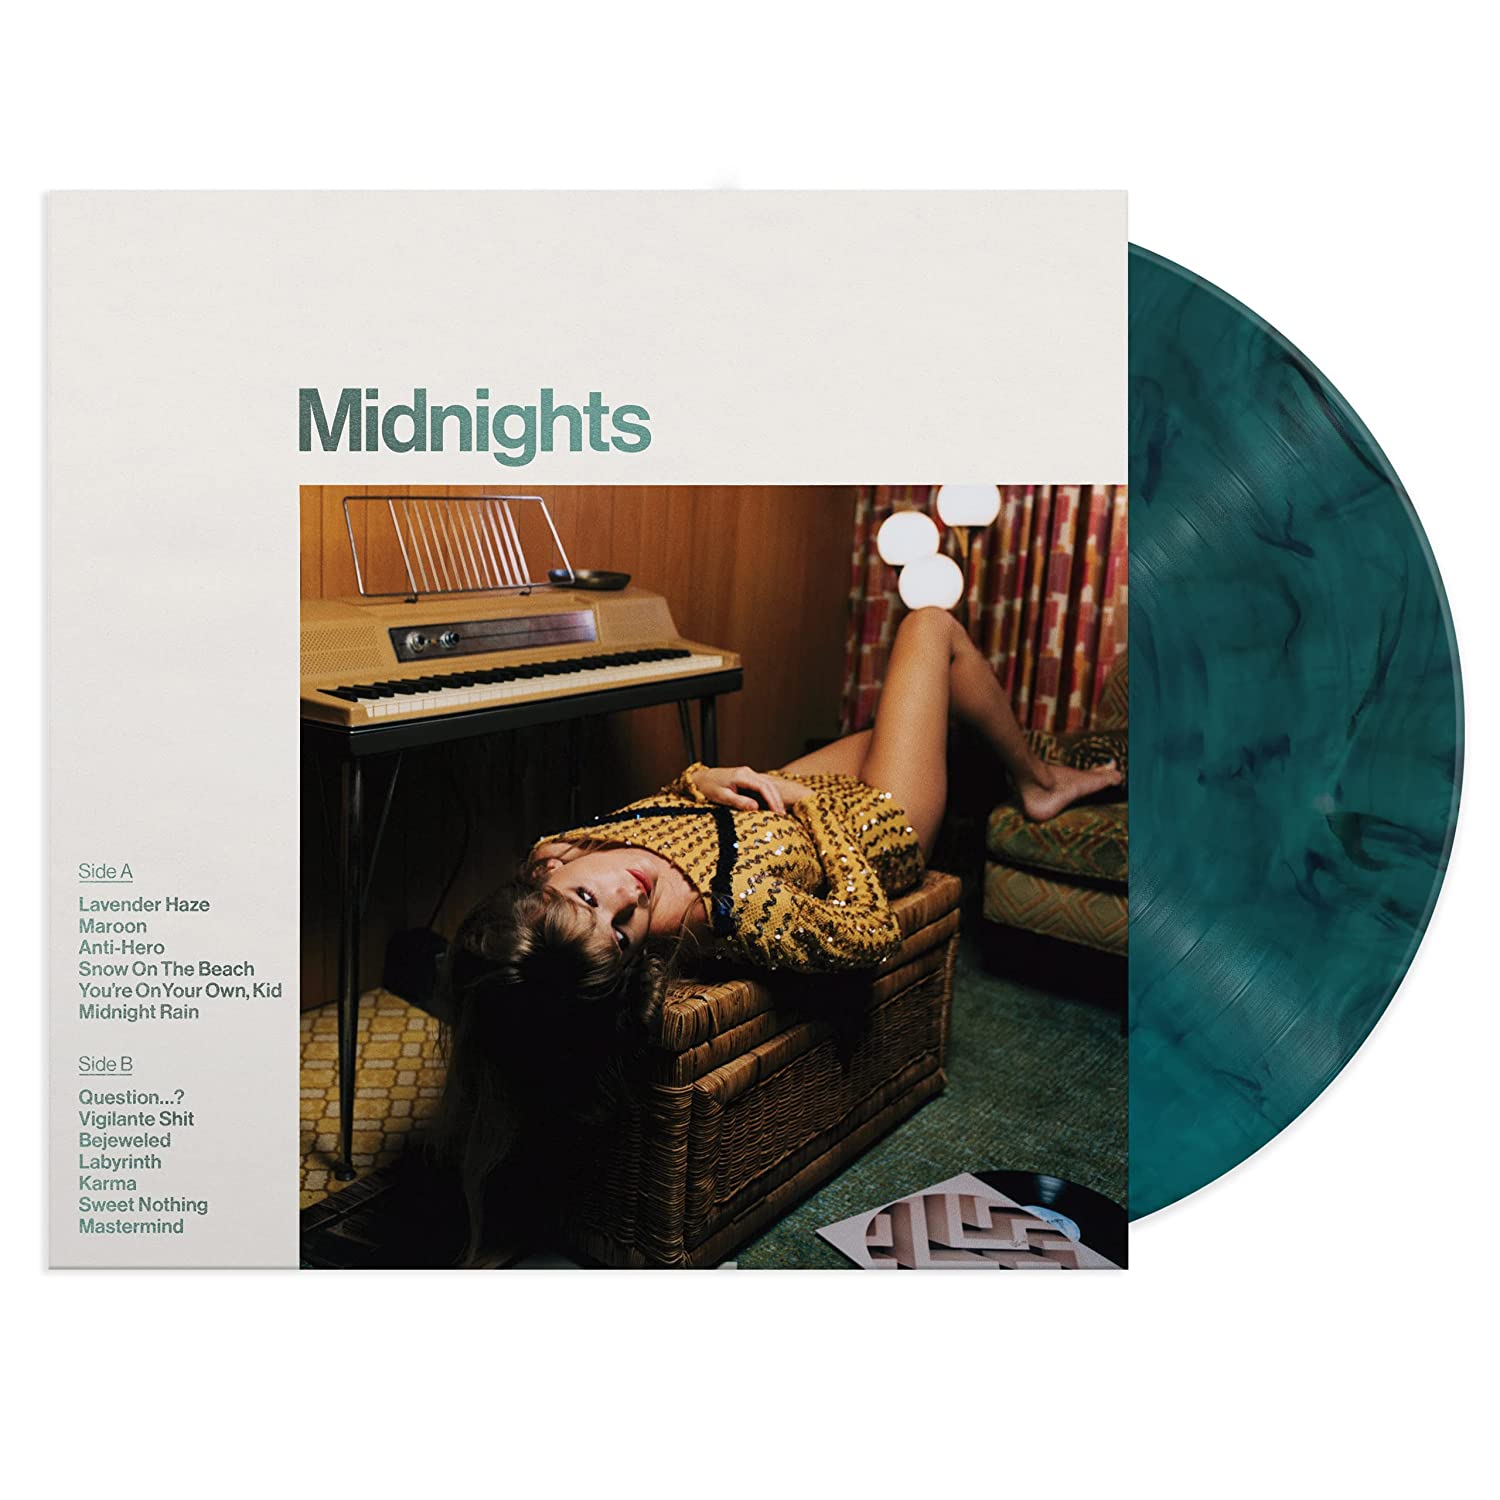 Midnights
Side A
Lavender Haze
Maroon
Anti-Hero
Snow On The Beach
You're On Your Own, Kid
Midnight Rain
Side B
Question...?
Vigilante Shit
Bejeweled
Labyrinth
Karma
Sweet Nothing
Mastermind